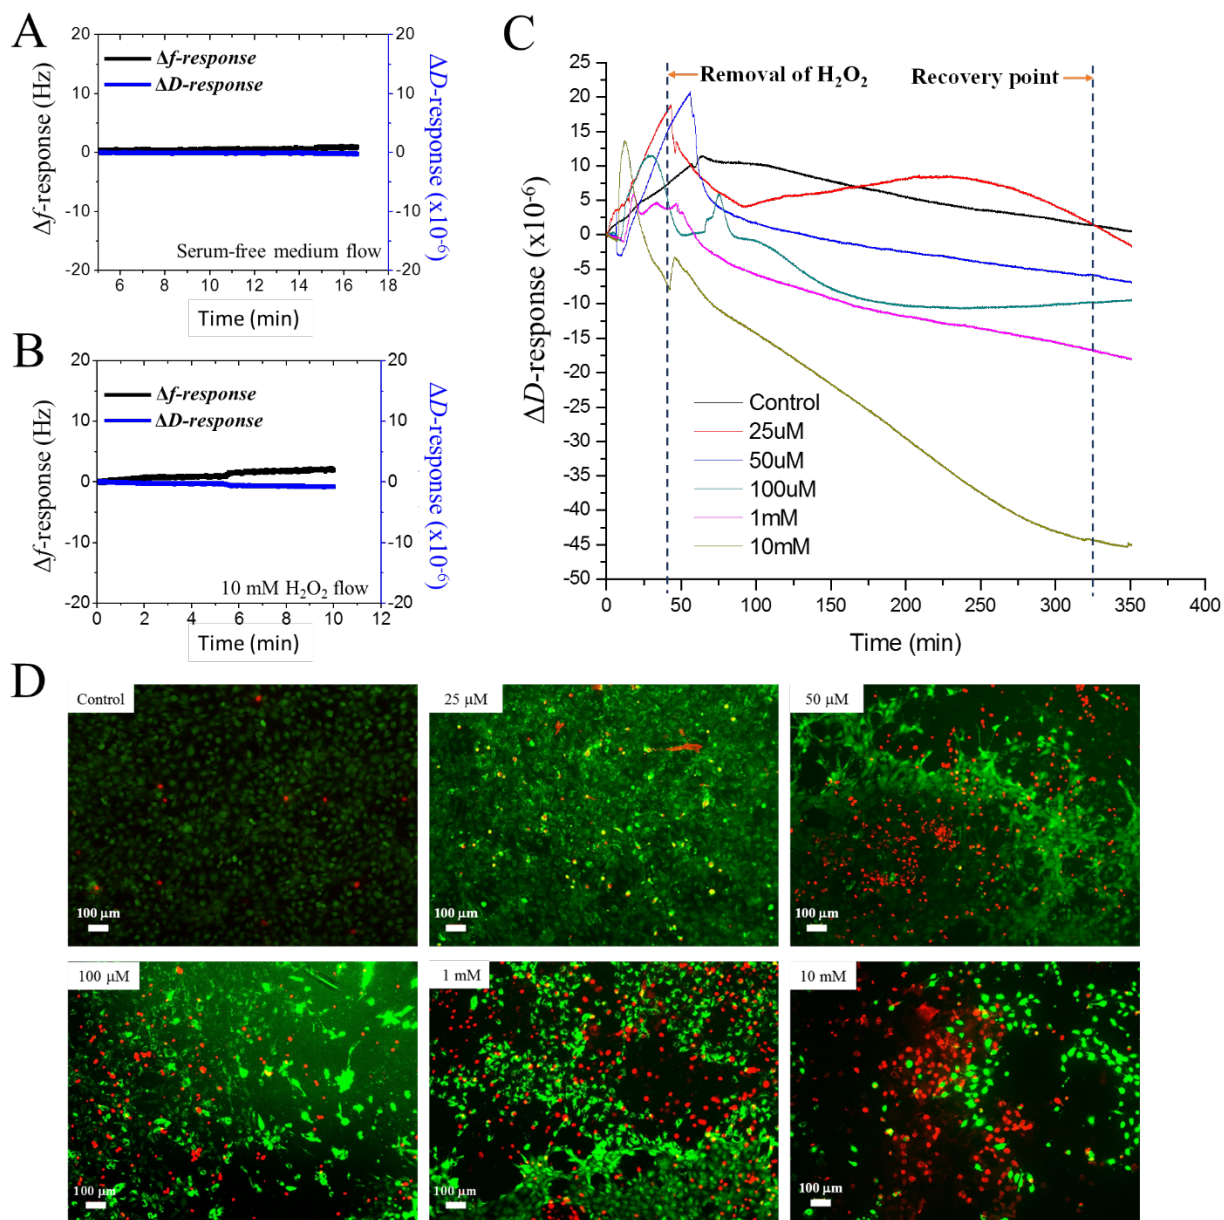 A
20
10
0
-10
-20
Δf-response (Hz)
Δf-response
ΔD-response
Serum-free medium flow
20
10
0
-10
-20
ΔD-response (x10⁻⁶)
6 8 10 12 14 16 18
Time (min)
B
20
10
0
-10
-20
Δf-response (Hz)
Δf-response
ΔD-response
10 mM H₂O₂ flow
20
10
0
-10
-20
ΔD-response (x10⁻⁶)
0 2 4 6 8 10 12
Time (min)
C
25
20
15
10
5
0
-5
-10
-15
-20
-25
-30
-35
-40
-45
-50
ΔD-response (x10⁻⁶)
Removal of H₂O₂
Recovery point
Control
25uM
50uM
100uM
1mM
10mM
0 50 100 150 200 250 300 350 400
Time (min)
D
Control
100 μm
25 μM
100 μm
50 μM
100 μm
100 μM
100 μm
1 mM
100 μm
10 mM
100 μm